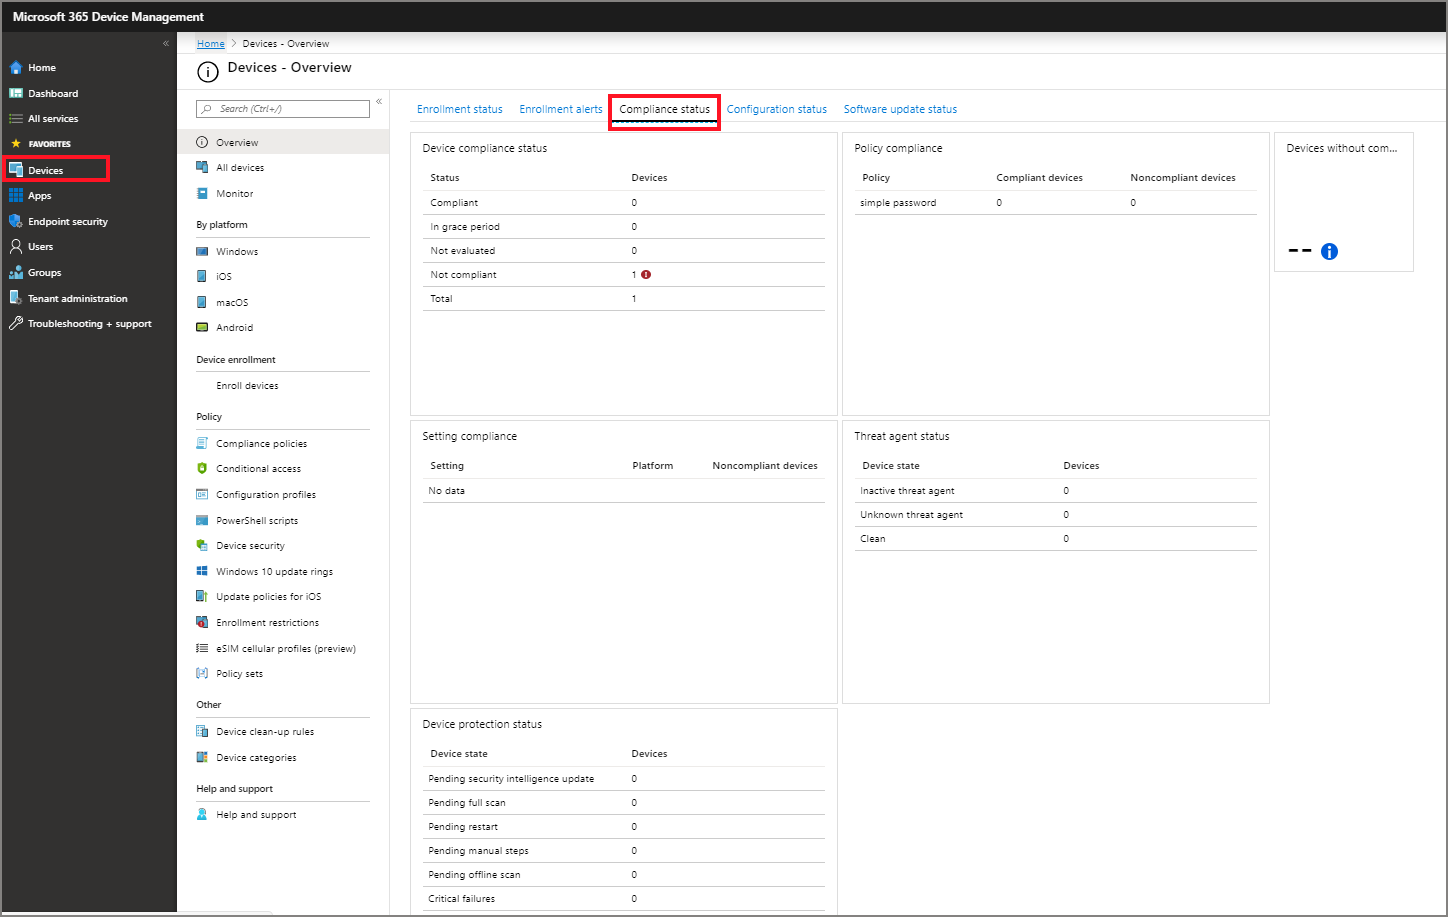 Microsoft 365 Device Management
«
Home
Dashboard
All services
FAVORITES
Devices
Apps
Endpoint security
Users
Groups
Tenant administration
Troubleshooting + support
Home > Devices - Overview
Devices - Overview
Search (Ctrl+/)
«
Overview
All devices
Monitor
By platform
Windows
iOS
macOS
Android
Device enrollment
Enroll devices
Policy
Compliance policies
Conditional access
Configuration profiles
PowerShell scripts
Device security
Windows 10 update rings
Update policies for iOS
Enrollment restrictions
eSIM cellular profiles (preview)
Policy sets
Other
Device clean-up rules
Device categories
Help and support
Help and support
Enrollment status Enrollment alerts Compliance status Configuration status Software update status
Device compliance status
Status Devices
Compliant 0
In grace period 0
Not evaluated 0
Not compliant 1
Total 1
Policy compliance
Policy Compliant devices Noncompliant devices
simple password 0 0
Devices without com...
--
Setting compliance
Setting Platform Noncompliant devices
No data
Threat agent status
Device state Devices
Inactive threat agent 0
Unknown threat agent 0
Clean 0
Device protection status
Device state Devices
Pending security intelligence update 0
Pending full scan 0
Pending restart 0
Pending manual steps 0
Pending offline scan 0
Critical failures 0